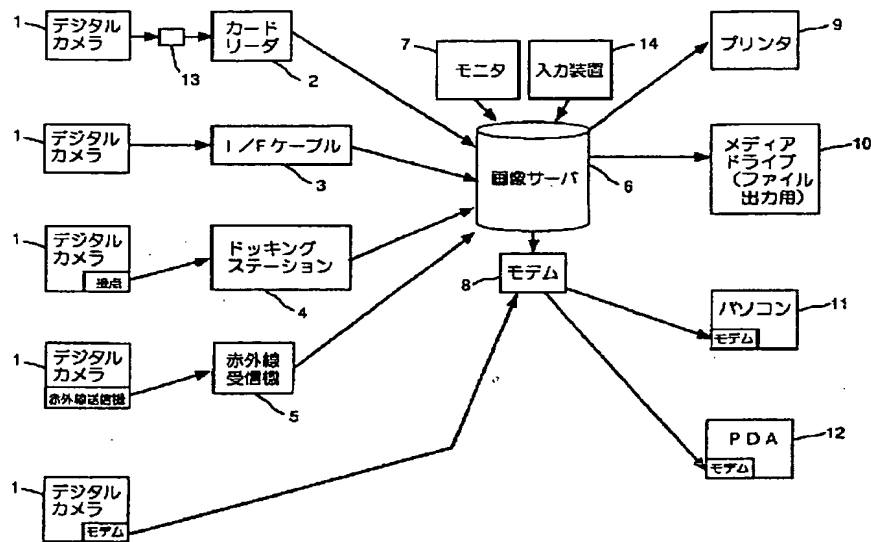 1
デジタル
カメラ
13
カード
リーダ
2
7
モニタ
14
入力装置
プリンタ
9
1
デジタル
カメラ
I/Fケーブル
3
画像サーバ
6
メディア
ドライブ
(ファイル
出力用)
10
1
デジタル
カメラ
接点
ドッキング
ステーション
4
8
モデム
パソコン
モデム
11
1
デジタル
カメラ
赤外線送信機
赤外線
受信機
5
PDA
モデム
12
1
デジタル
カメラ
モデム